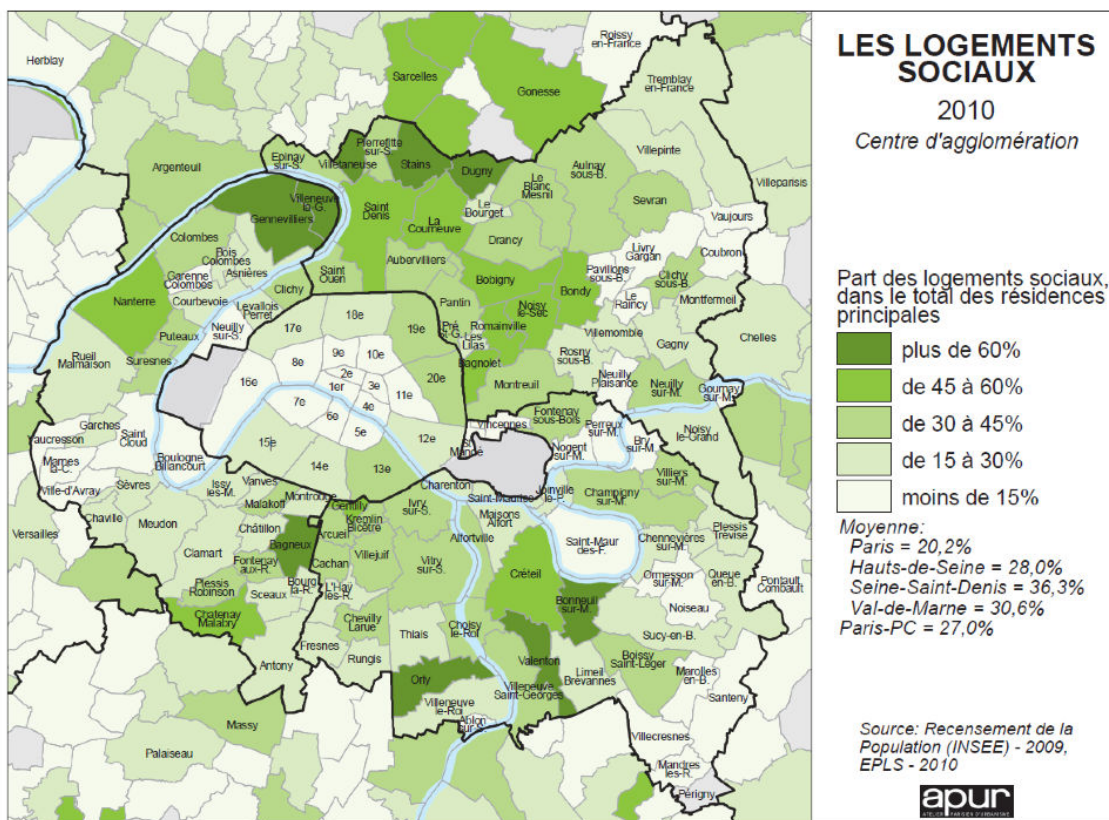 LES LOGEMENTS
SOCIAUX
2010
Centre d'agglomération
Part des logements sociaux,
dans le total des résidences
principales
plus de 60%
de 45 à 60%
de 30 à 45%
de 15 à 30%
moins de 15%
Moyenne:
Paris = 20,2%
Hauts-de-Seine = 28,0%
Seine-Saint-Denis = 36,3%
Val-de-Marne = 30,6%
Paris-PC = 27,0%
Source: Recensement de la
Population (INSEE) - 2009,
EPLS - 2010
apur
Herblay
Roissy
en-France
Sarcelles
Gonesse
Tremblay
en-France
Argenteuil
Epinay
sur-S.
Pierrefitte
sur-S.
Villetaneuse
Stains
Dugny
Le
Blanc
Mesnil
Aulnay
sous-B.
Villepinte
Villeparisis
Villeneuve
la-G.
Gennevilliers
Saint
Denis
La
Courneuve
Le
Bourget
Sevran
Vaujours
Colombes
Bois
Colombes
Garenne
Colombes
Asnières
Courbevoie
Saint
Ouen
Aubervilliers
Drancy
Livry
Gargan
Coubron
Nanterre
Levallois
Perret
Clichy
Bobigny
Bondy
Pavillons
sous-B.
Clichy
sous-B.
Le
Raincy
Montfermeil
Puteaux
Neuilly
sur-S.
Pantin
Pré
St-G.
Les
Lilas
Romainville
Noisy
le-Sec
Villemomble
Gagny
Chelles
Rueil
Malmaison
Suresnes
17e
18e
19e
Bagnolet
Rosny
sous-B.
8e
9e
10e
2e
1er
3e
4e
16e
7e
6e
5e
11e
20e
Montreuil
Neuilly
Plaisance
Neuilly
sur-M.
Gournay
sur-M.
Garches
Vaucresson
Saint
Cloud
Marnes
la-C.
Ville-d'Avray
Boulogne
Billancourt
15e
14e
13e
12e
St
Mandé
Vincennes
Fontenay
sous-Bois
Perreux
sur-M.
Nogent
sur-M.
Bry
sur-M.
Noisy
le-Grand
Sèvres
Issy
les-M.
Vanves
Malakoff
Montrouge
Gentilly
Charenton
Saint-Maurice
Joinville
le-P.
Champigny
sur-M.
Villiers
sur-M.
Versailles
Chaville
Meudon
Châtillon
Clamart
Bagneux
Arcueil
Kremlin
Bicêtre
Ivry
sur-S.
Maisons
Alfort
Alfortville
Saint-Maur
des-F.
Chennevières
sur-M.
Plessis
Trévise
Fontenay
aux-R.
Cachan
Villejuif
Vitry
sur-S.
Créteil
Ormesson
sur-M.
Queue
en-B.
Pontault
Combault
Plessis
Robinson
Sceaux
Bourg
la-R.
L'Haÿ
les-R.
Bonneuil
sur-M.
Noiseau
Chatenay
Malabry
Chevilly
Larue
Thiais
Choisy
le-Roi
Sucy-en-B.
Antony
Fresnes
Rungis
Orly
Valenton
Limeil
Brévannes
Boissy
Saint-Léger
Marolles
en-B.
Santeny
Massy
Villeneuve
le-Roi
Villeneuve
Saint-Georges
Ablon
sur-S.
Villecresnes
Palaiseau
Mandres
les-R.
Périgny